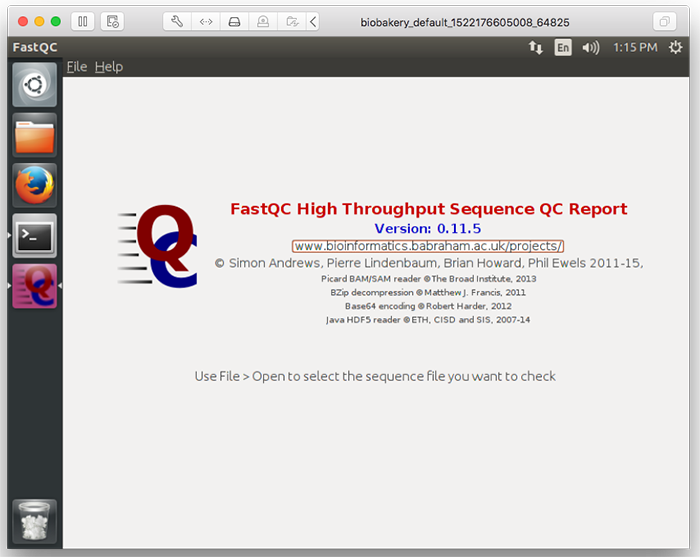 biobakery_default_1522176605008_64825
FastQC
En
1:15 PM
File Help
QC
FastQC High Throughput Sequence QC Report
Version: 0.11.5
www.bioinformatics.babraham.ac.uk/projects/
© Simon Andrews, Pierre Lindenbaum, Brian Howard, Phil Ewels 2011-15,
Picard BAM/SAM reader ©The Broad Institute, 2013
BZip decompression ©Matthew J. Francis, 2011
Base64 encoding ©Robert Harder, 2012
Java HDF5 reader ©ETH, CISD and SIS, 2007-14
Use File > Open to select the sequence file you want to check
QC